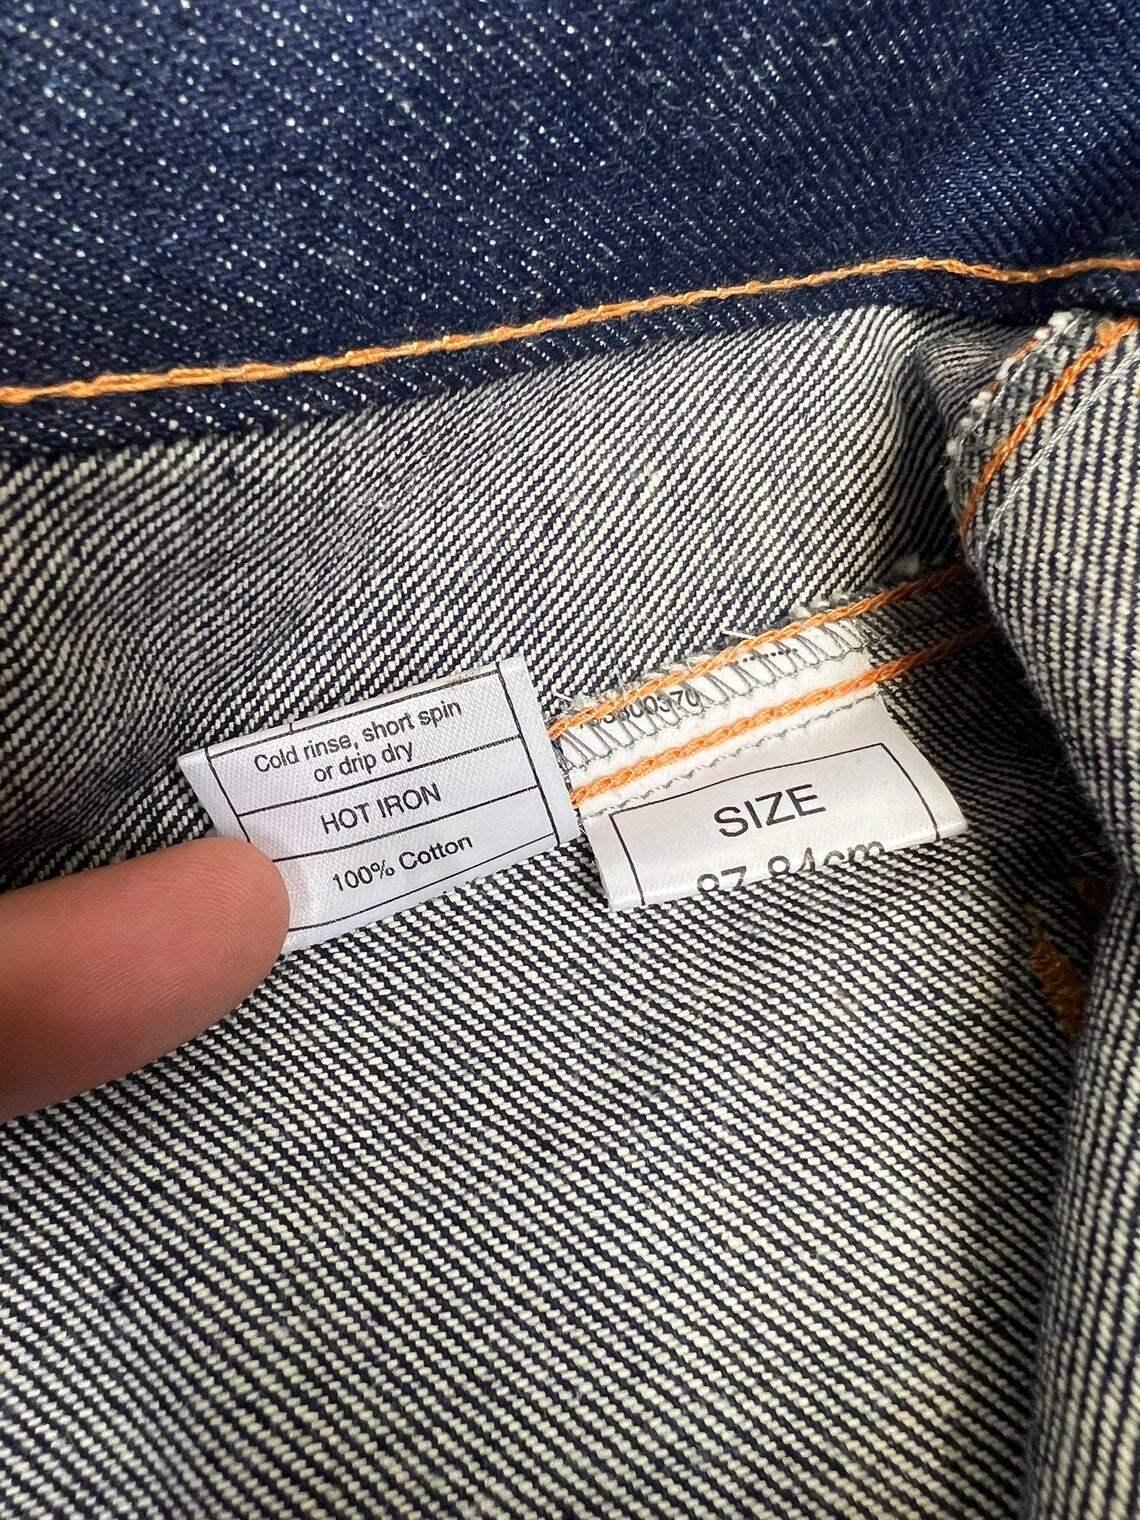 Cold rinse, short spin
or drip dry
HOT IRON
100% Cotton
SIZE